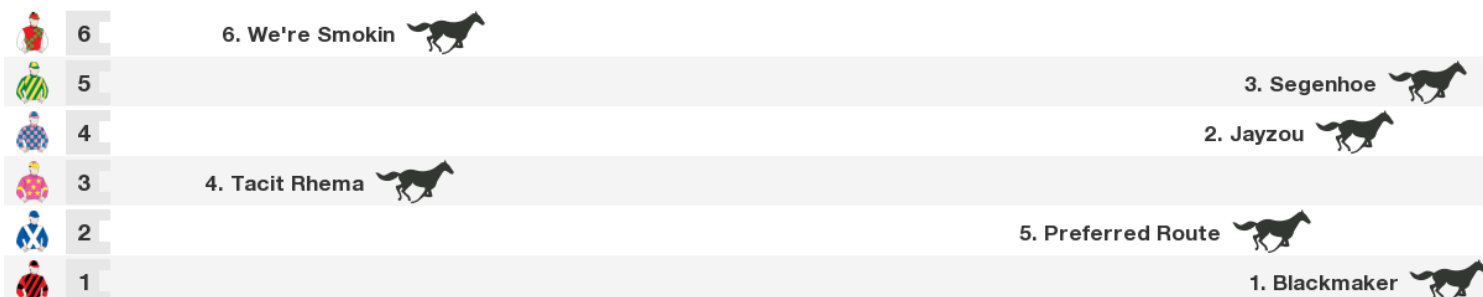 6 6. We're Smokin
5 3. Segenhoe
4 2. Jayzou
3 4. Tacit Rhema
2 5. Preferred Route
1 1. Blackmaker